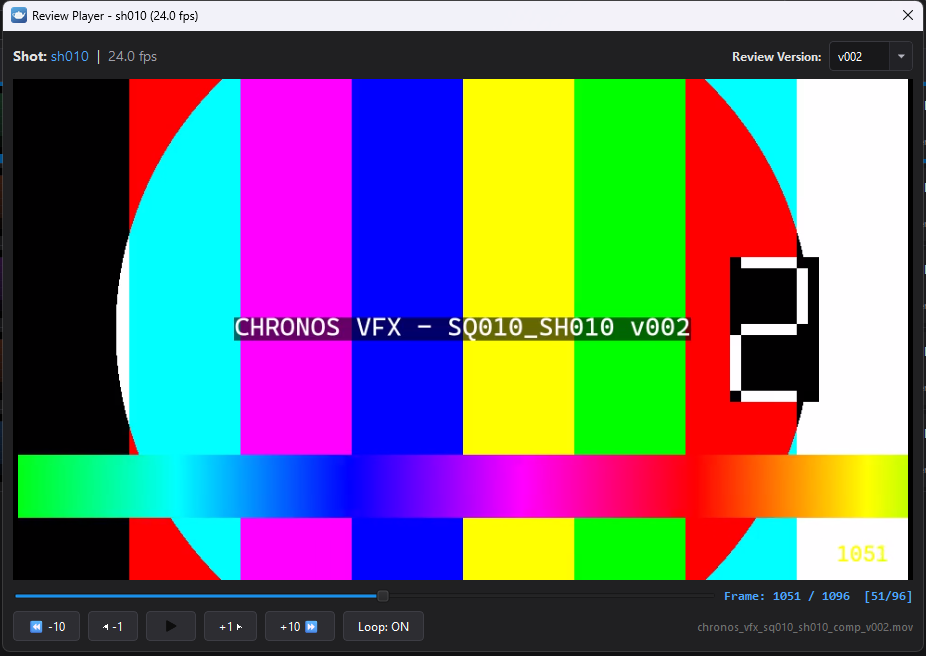 Review Player - sh010 (24.0 fps)
Shot: sh010 | 24.0 fps
Review Version: v002
CHRONOS VFX - SQ010_SH010 v002
2
1051
Frame: 1051 / 1096 [51/96]
-10
-1
+1
+10
Loop: ON
chronos_vfx_sq010_sh010_comp_v002.mov